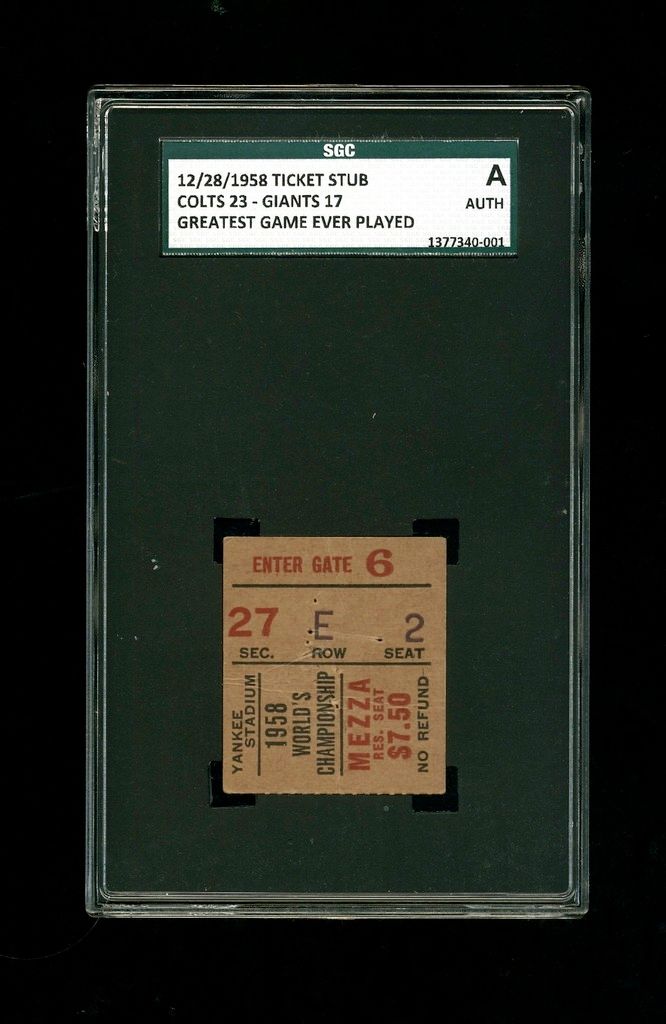 SGC
12/28/1958 TICKET STUB
COLTS 23 - GIANTS 17
GREATEST GAME EVER PLAYED
A
AUTH
1377340-001
ENTER GATE 6
27 E 2
SEC. ROW SEAT
YANKEE
STADIUM
1958
WORLD'S
CHAMPIONSHIP
MEZZA
RES. SEAT
$7.50
NO REFUND